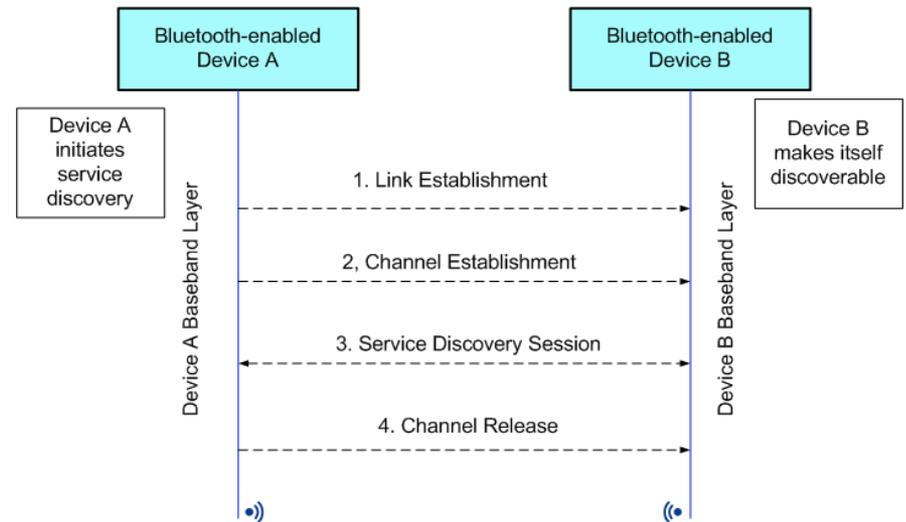 Bluetooth-enabled
Device A
Bluetooth-enabled
Device B
Device A
initiates
service
discovery
Device B
makes itself
discoverable
1. Link Establishment
2, Channel Establishment
3. Service Discovery Session
4. Channel Release
Device A Baseband Layer
Device B Baseband Layer